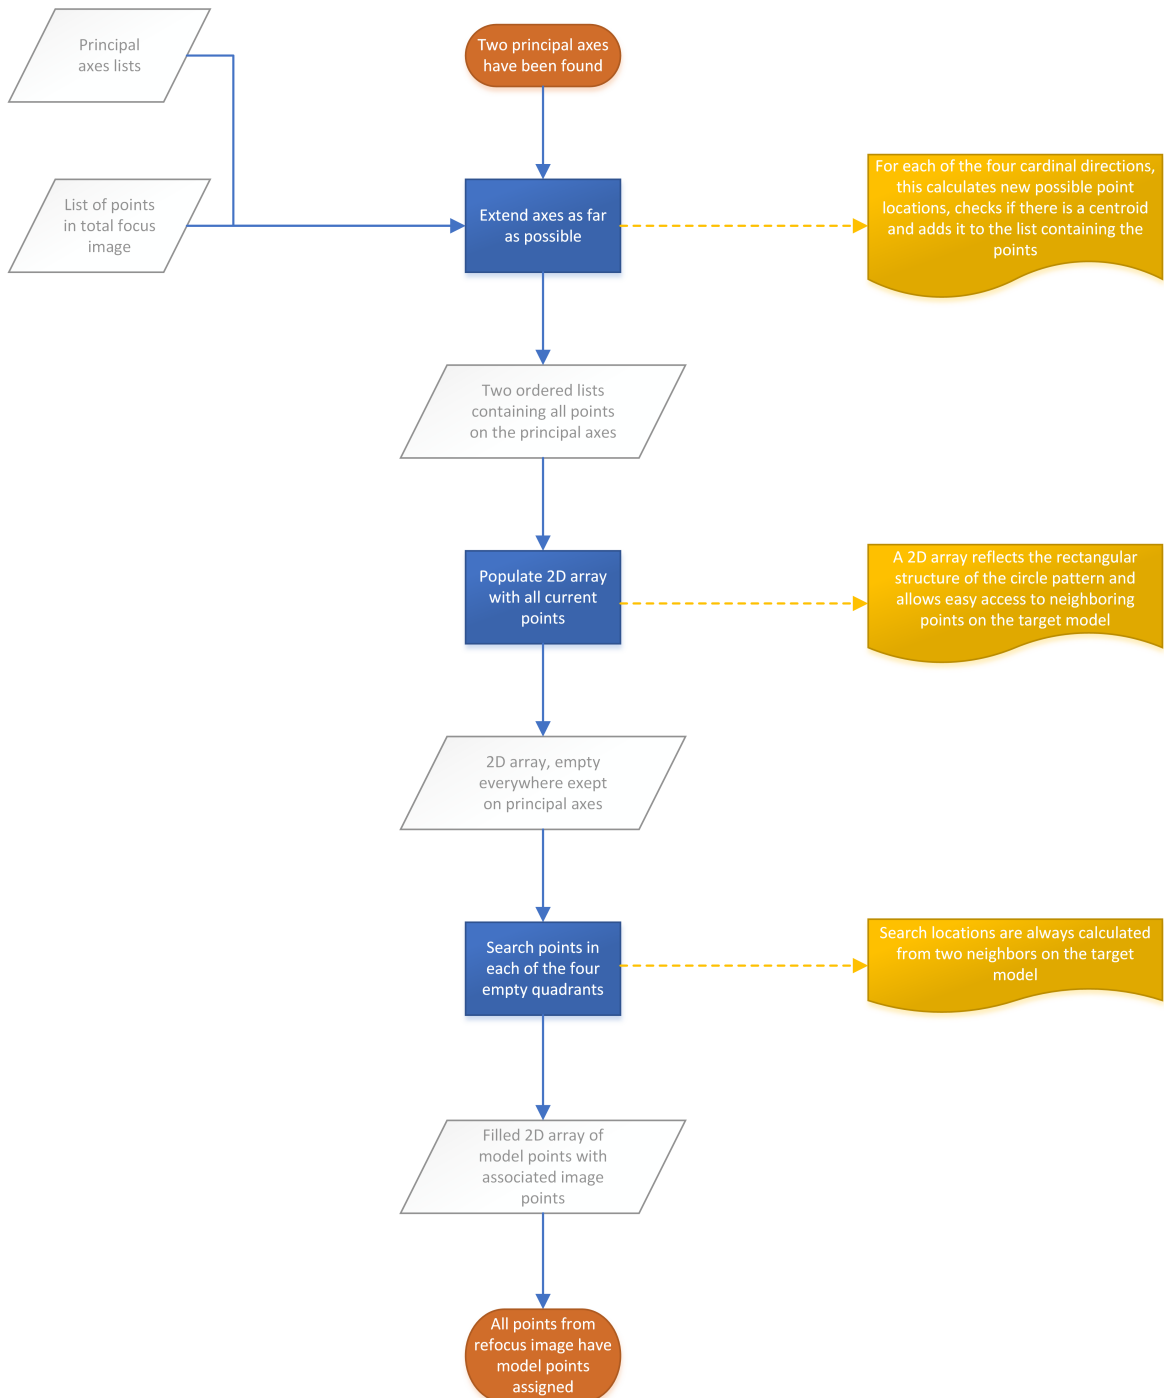 Principal
axes lists
Two principal axes
have been found
For each of the four cardinal directions,
this calculates new possible point
locations, checks if there is a centroid
and adds it to the list containing the
points
List of points
in total focus
image
Extend axes as far
as possible
Two ordered lists
containing all points
on the principal axes
Populate 2D array
with all current
points
A 2D array reflects the rectangular
structure of the circle pattern and
allows easy access to neighboring
points on the target model
2D array, empty
everywhere exept
on principal axes
Search points in
each of the four
empty quadrants
Search locations are always calculated
from two neighbors on the target
model
Filled 2D array of
model points with
associated image
points
All points from
refocus image have
model points
assigned